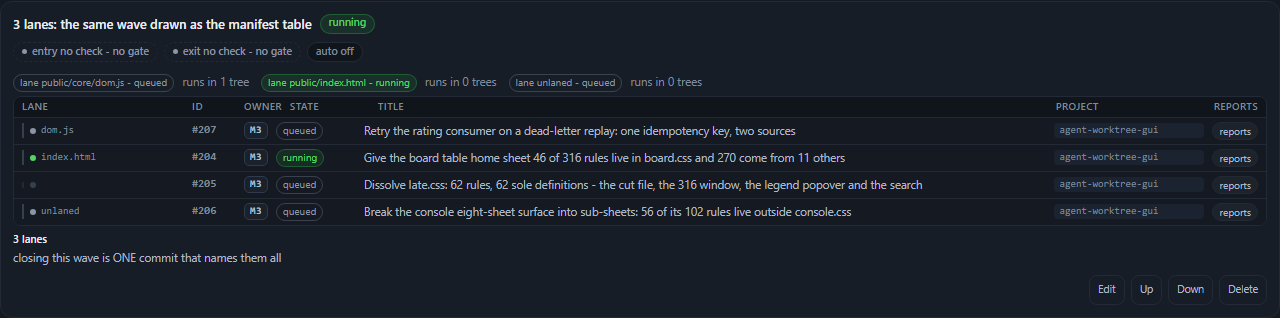 3 lanes: the same wave drawn as the manifest table running
entry no check - no gate exit no check - no gate auto off
lane public/core/dom.js - queued runs in 1 tree lane public/index.html - running runs in 0 trees lane unlaned - queued runs in 0 trees
LANE ID OWNER STATE TITLE PROJECT REPORTS
dom.js #207 M3 queued Retry the rating consumer on a dead-letter replay: one idempotency key, two sources agent-worktree-gui reports
index.html #204 M3 running Give the board table home sheet 46 of 316 rules live in board.css and 270 come from 11 others agent-worktree-gui reports
#205 M3 queued Dissolve late.css: 62 rules, 62 sole definitions - the cut file, the 316 window, the legend popover and the search agent-worktree-gui reports
unlaned #206 M3 queued Break the console eight-sheet surface into sub-sheets: 56 of its 102 rules live outside console.css agent-worktree-gui reports
3 lanes
closing this wave is ONE commit that names them all
Edit Up Down Delete